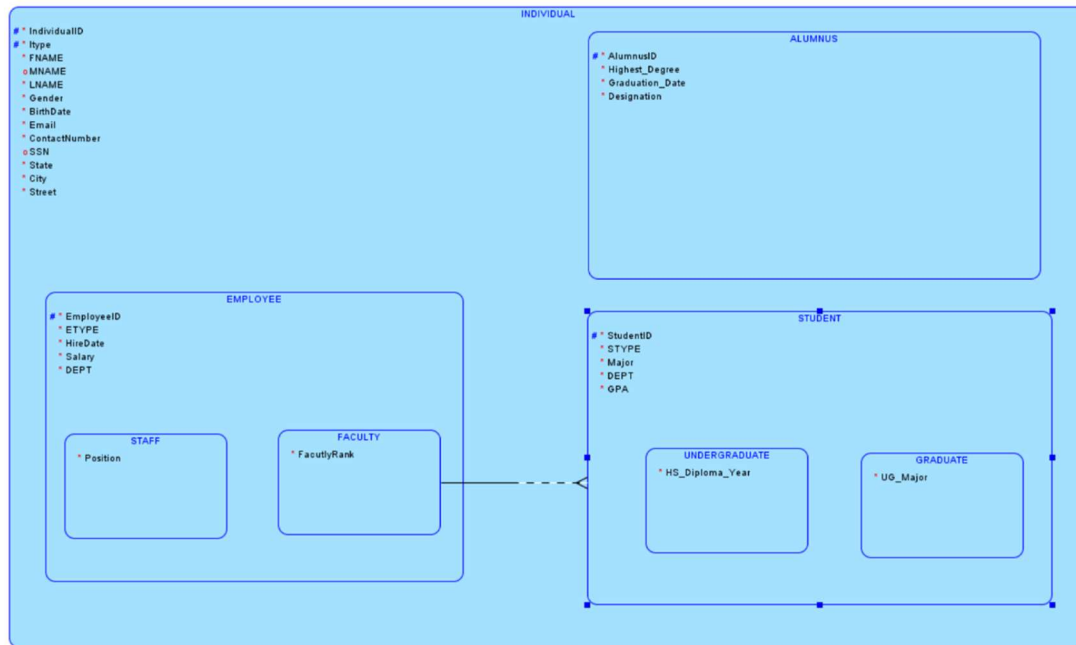 INDIVIDUAL
# * IndividualID
# * Itype
* FNAME
o MNAME
* LNAME
* Gender
* BirthDate
* Email
* ContactNumber
o SSN
* State
* City
* Street
ALUMNUS
# * AlumnusID
* Highest_Degree
* Graduation_Date
* Designation
EMPLOYEE
# * EmployeeID
* ETYPE
* HireDate
* Salary
* DEPT
STAFF
* Position
FACULTY
* FacutlyRank
STUDENT
# * StudentID
* STYPE
* Major
* DEPT
* GPA
UNDERGRADUATE
* HS_Diploma_Year
GRADUATE
* UG_Major